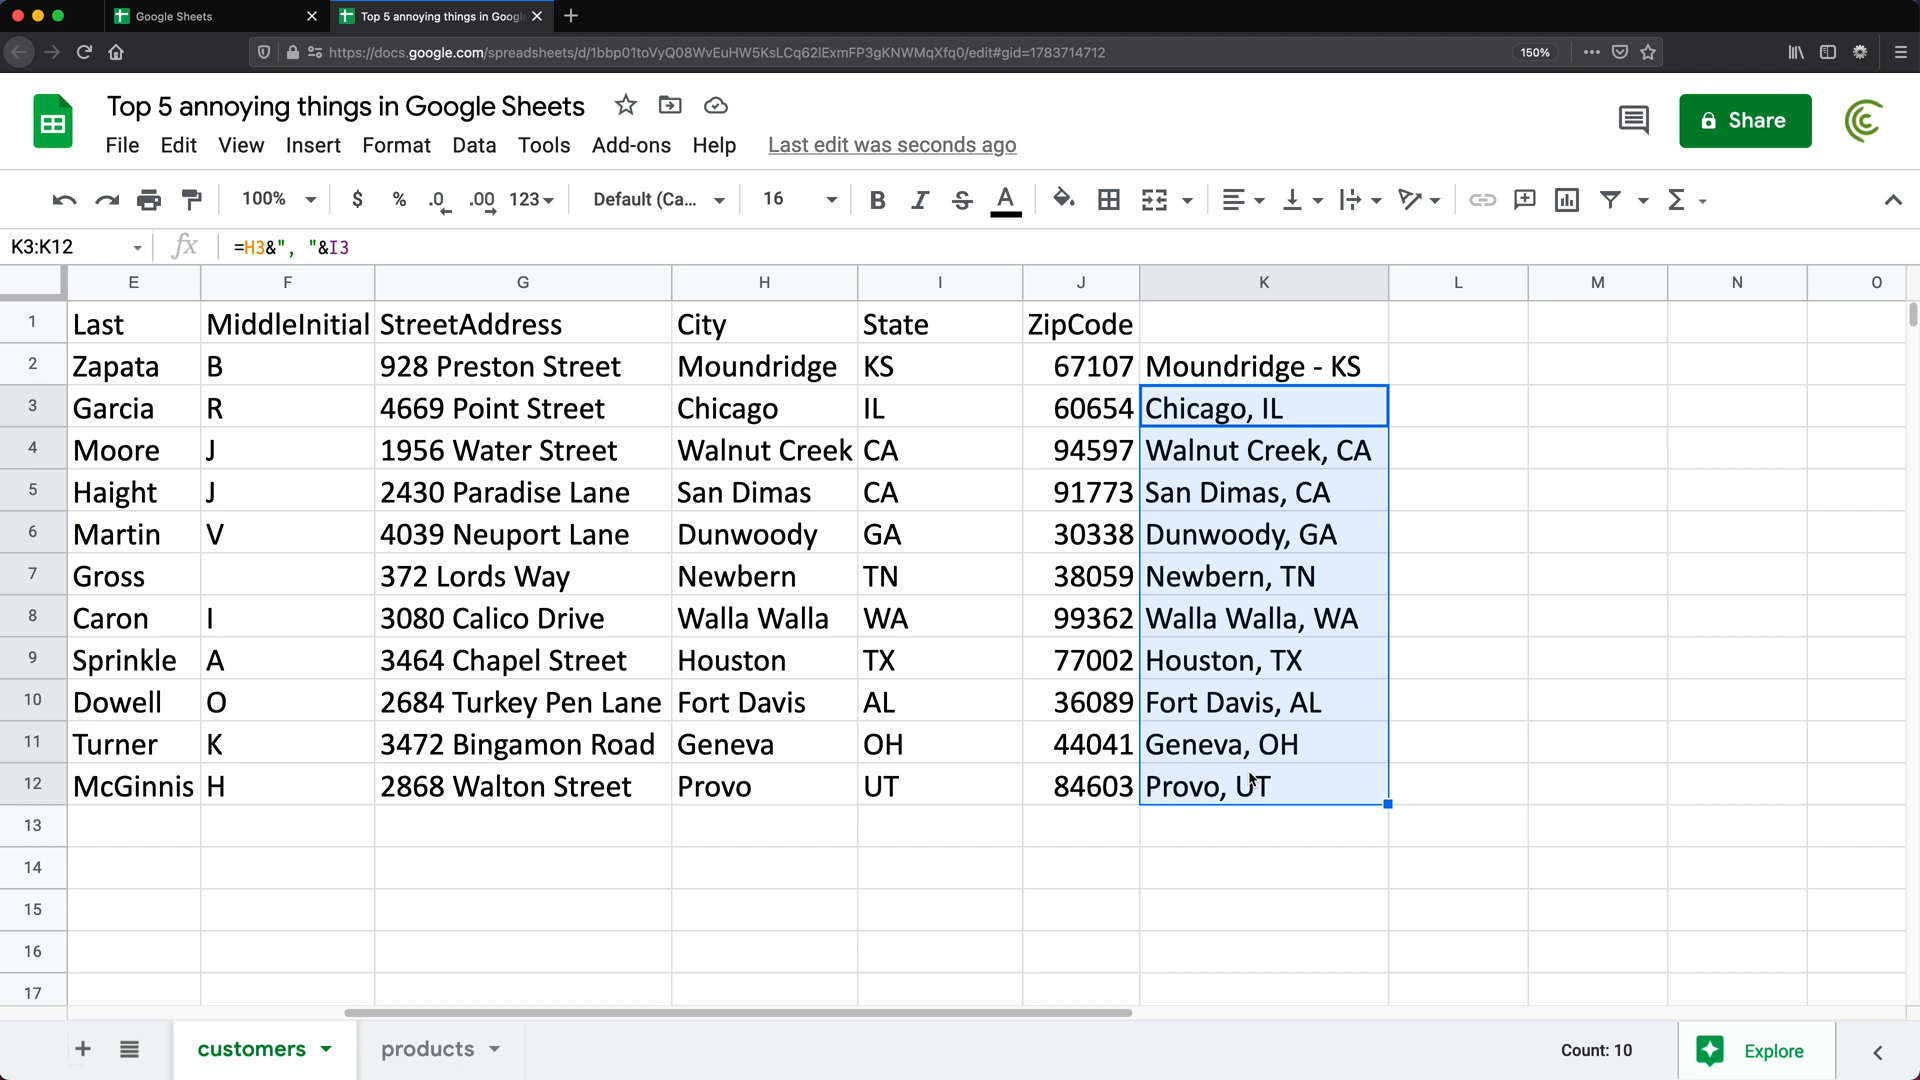 Google Sheets
Top 5 annoying things in Googl
https://docs.google.com/spreadsheets/d/1bbp01toVyQ08WvEuHW5KsLCq62lExmFP3gKNWMqXfq0/edit#gid=1783714712
150%
Top 5 annoying things in Google Sheets
Share
File Edit View Insert Format Data Tools Add-ons Help Last edit was seconds ago
100% $ % .0 .00 123 Default (Ca... 16 B I S A Σ
K3:K12 fx =H3&", "&I3
E F G H I J K L M N O
1 Last MiddleInitial StreetAddress City State ZipCode
2 Zapata B 928 Preston Street Moundridge KS 67107 Moundridge - KS
3 Garcia R 4669 Point Street Chicago IL 60654 Chicago, IL
4 Moore J 1956 Water Street Walnut Creek CA 94597 Walnut Creek, CA
5 Haight J 2430 Paradise Lane San Dimas CA 91773 San Dimas, CA
6 Martin V 4039 Neuport Lane Dunwoody GA 30338 Dunwoody, GA
7 Gross 372 Lords Way Newbern TN 38059 Newbern, TN
8 Caron I 3080 Calico Drive Walla Walla WA 99362 Walla Walla, WA
9 Sprinkle A 3464 Chapel Street Houston TX 77002 Houston, TX
10 Dowell O 2684 Turkey Pen Lane Fort Davis AL 36089 Fort Davis, AL
11 Turner K 3472 Bingamon Road Geneva OH 44041 Geneva, OH
12 McGinnis H 2868 Walton Street Provo UT 84603 Provo, UT
13
14
15
16
17
customers products Count: 10 Explore